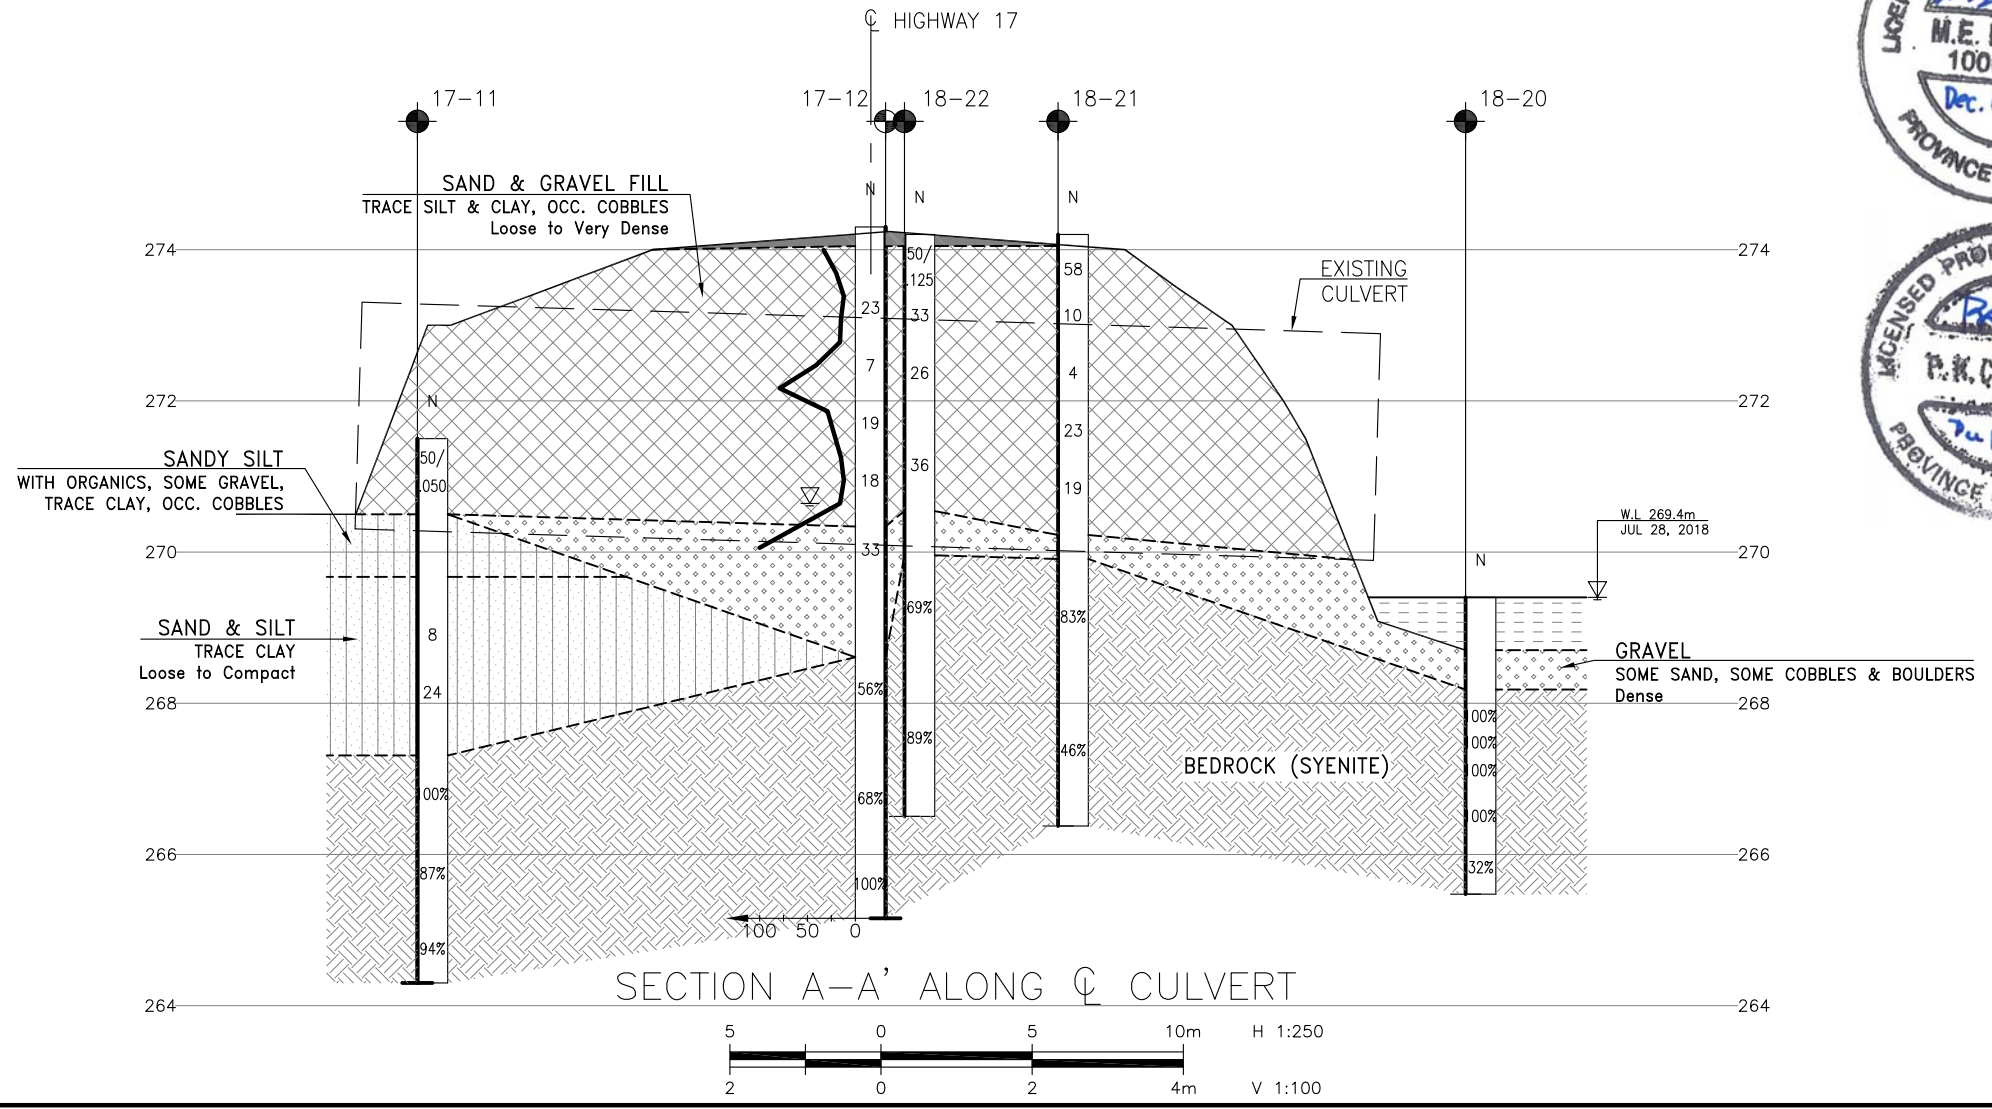 ℄ HIGHWAY 17
17-11
17-12
18-22
18-21
18-20
M.E.
100
Dec.
PROVINCE
SAND & GRAVEL FILL
TRACE SILT & CLAY, OCC. COBBLES
Loose to Very Dense
N
N
N
274
274
EXISTING
CULVERT
LICENSED PROF
P.K.
PROVINCE
50/
.125
33
26
36
69%
89%
58
10
4
23
19
83%
46%
23
7
19
18
33
56%
68%
100%
272
272
N
50/
.050
8
24
00%
87%
94%
SANDY SILT
WITH ORGANICS, SOME GRAVEL,
TRACE CLAY, OCC. COBBLES
W.L 269.4m
JUL 28, 2018
270
270
N
SAND & SILT
TRACE CLAY
Loose to Compact
GRAVEL
SOME SAND, SOME COBBLES & BOULDERS
Dense
268
268
00%
00%
00%
00%
32%
BEDROCK (SYENITE)
266
266
100 50 0
SECTION A-A' ALONG ℄ CULVERT
264
264
5 0 5 10m H 1:250
2 0 2 4m V 1:100